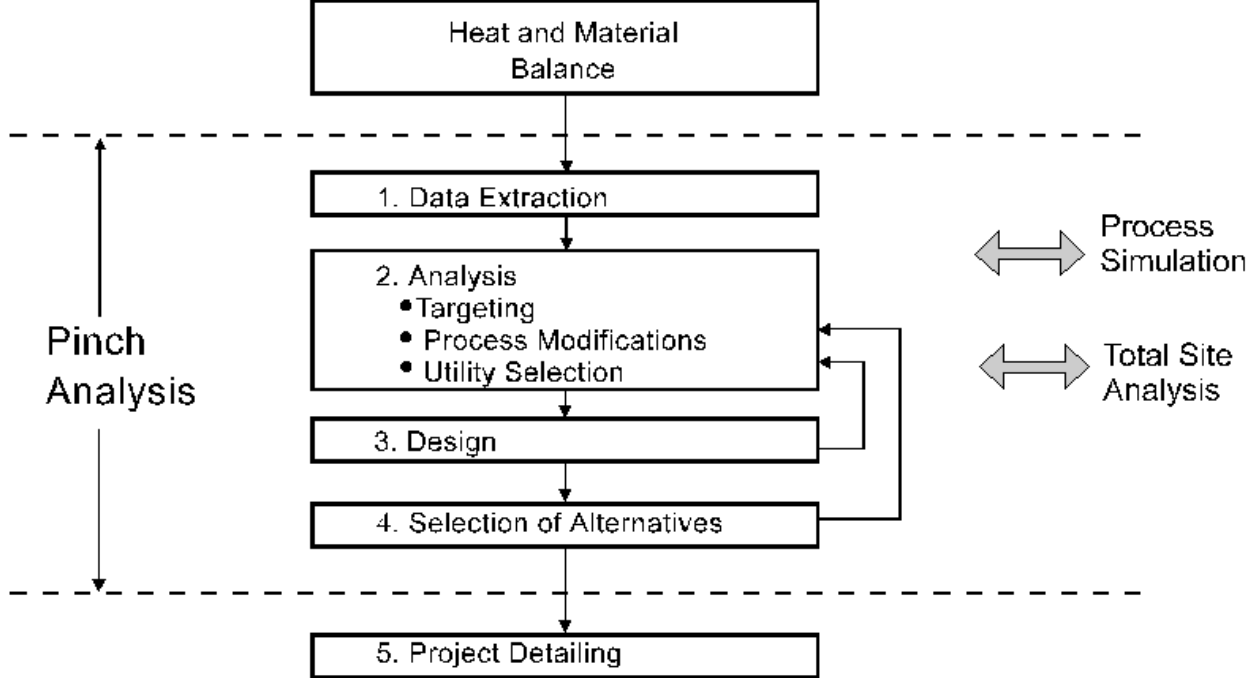 Heat and Material
Balance
1. Data Extraction
2. Analysis
• Targeting
• Process Modifications
• Utility Selection
3. Design
4. Selection of Alternatives
5. Project Detailing
Pinch
Analysis
Process
Simulation
Total Site
Analysis